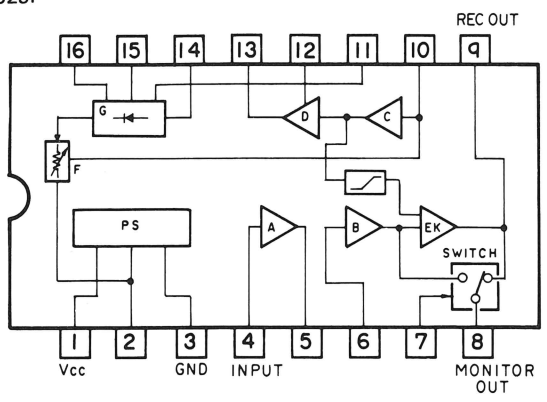 REC OUT
16 15 14 13 12 11 10 9
G
D
C
F
PS
A
B
EK
SWITCH
1 2 3 4 5 6 7 8
Vcc GND INPUT MONITOR
OUT